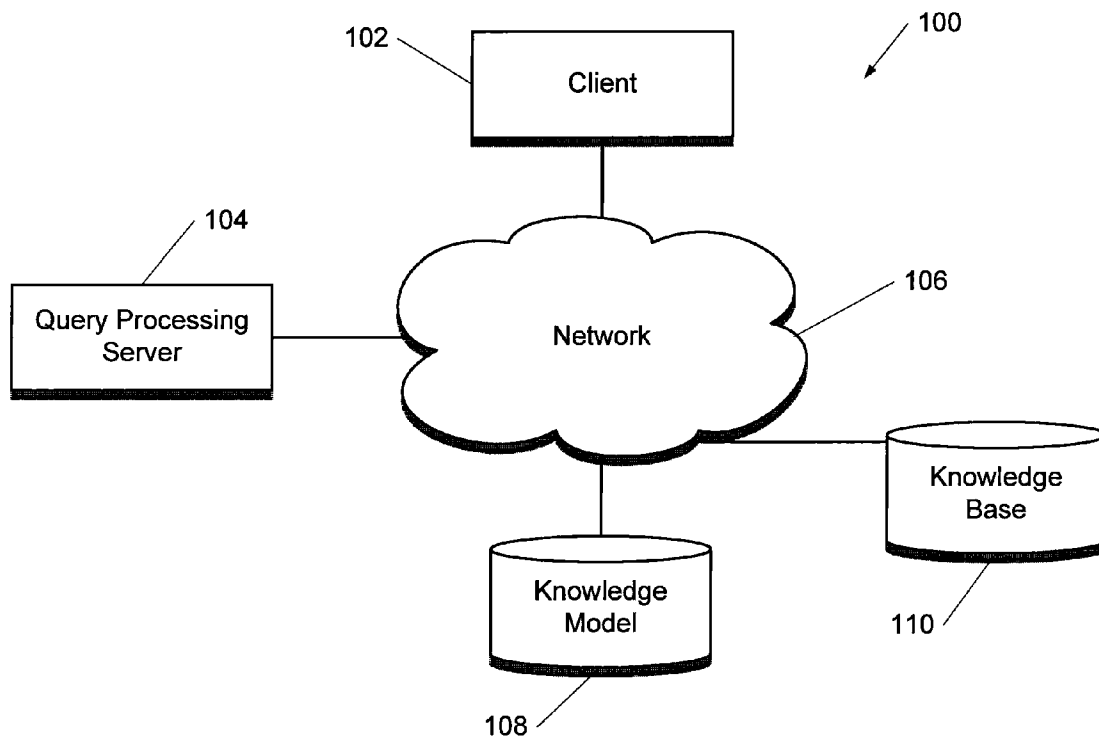 100
102
Client
104
Query Processing
Server
106
Network
Knowledge
Base
110
Knowledge
Model
108